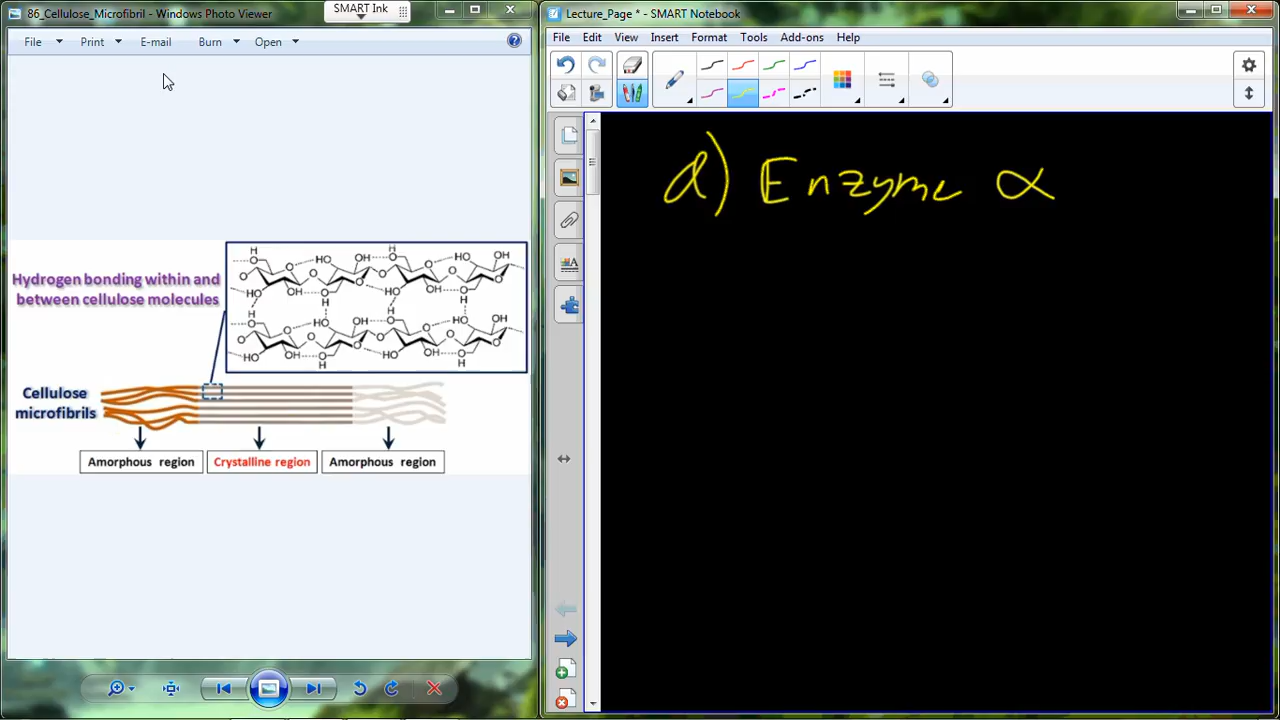 86_Cellulose_Microfibril - Windows Photo Viewer
SMART Ink
File Print E-mail Burn Open
Hydrogen bonding within and
between cellulose molecules
Cellulose
microfibrils
Amorphous region
Crystalline region
Amorphous region
Lecture_Page * - SMART Notebook
File Edit View Insert Format Tools Add-ons Help
d) Enzyme α